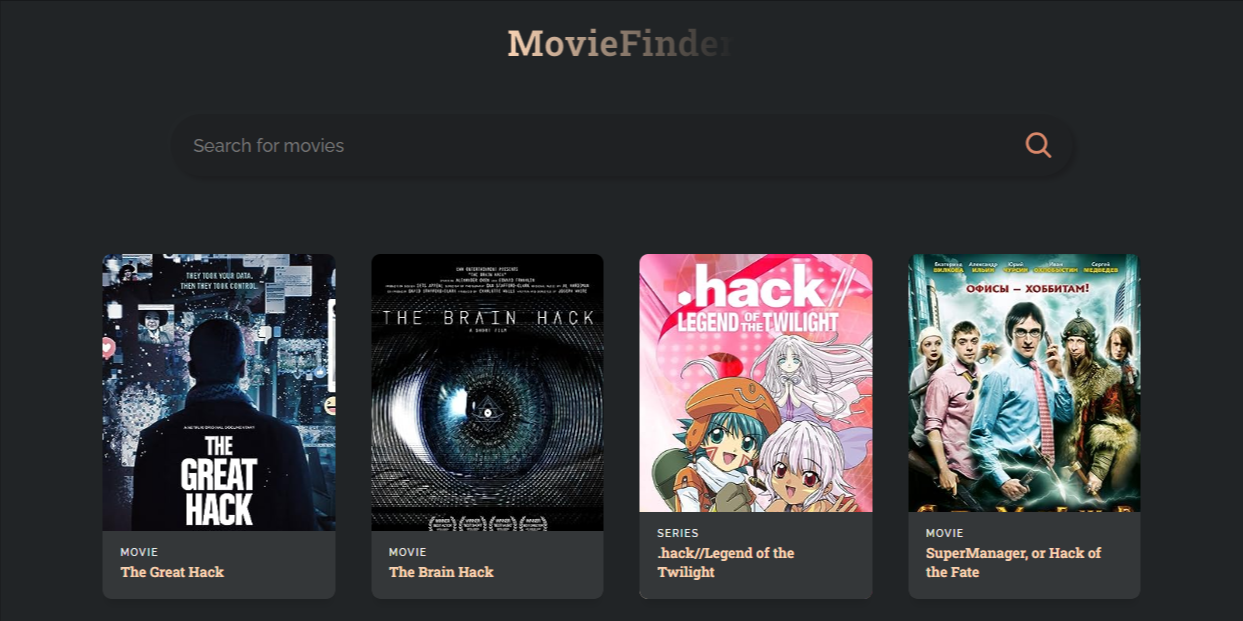 MovieFinder
Search for movies
THEY TOOK YOUR DATA.
THEN THEY TOOK CONTROL.
A NETFLIX ORIGINAL DOCUMENTARY
THE
GREAT
HACK
MOVIE
The Great Hack
THE BRAIN HACK
A SHORT FILM
MOVIE
The Brain Hack
.hack//
LEGEND OF THE TWILIGHT
SERIES
.hack//Legend of the
Twilight
Екатерина Александр Юрий Иван Сергей
ВИЛКОВА ИЛЬИН КУРСИН ОХЛОБЫСТИН МЕДВЕДЕВ
ОФИСЫ – ХОББИТАМ!
MOVIE
SuperManager, or Hack of
the Fate